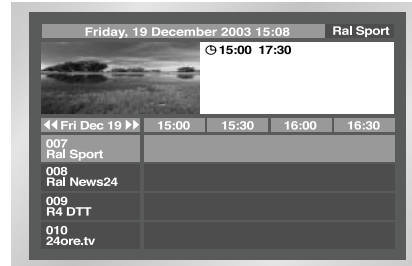 Friday, 19 December 2003 15:08 Ral Sport
15:00 17:30
Fri Dec 19 15:00 15:30 16:00 16:30
007
Ral Sport
008
Ral News24
009
R4 DTT
010
24ore.tv